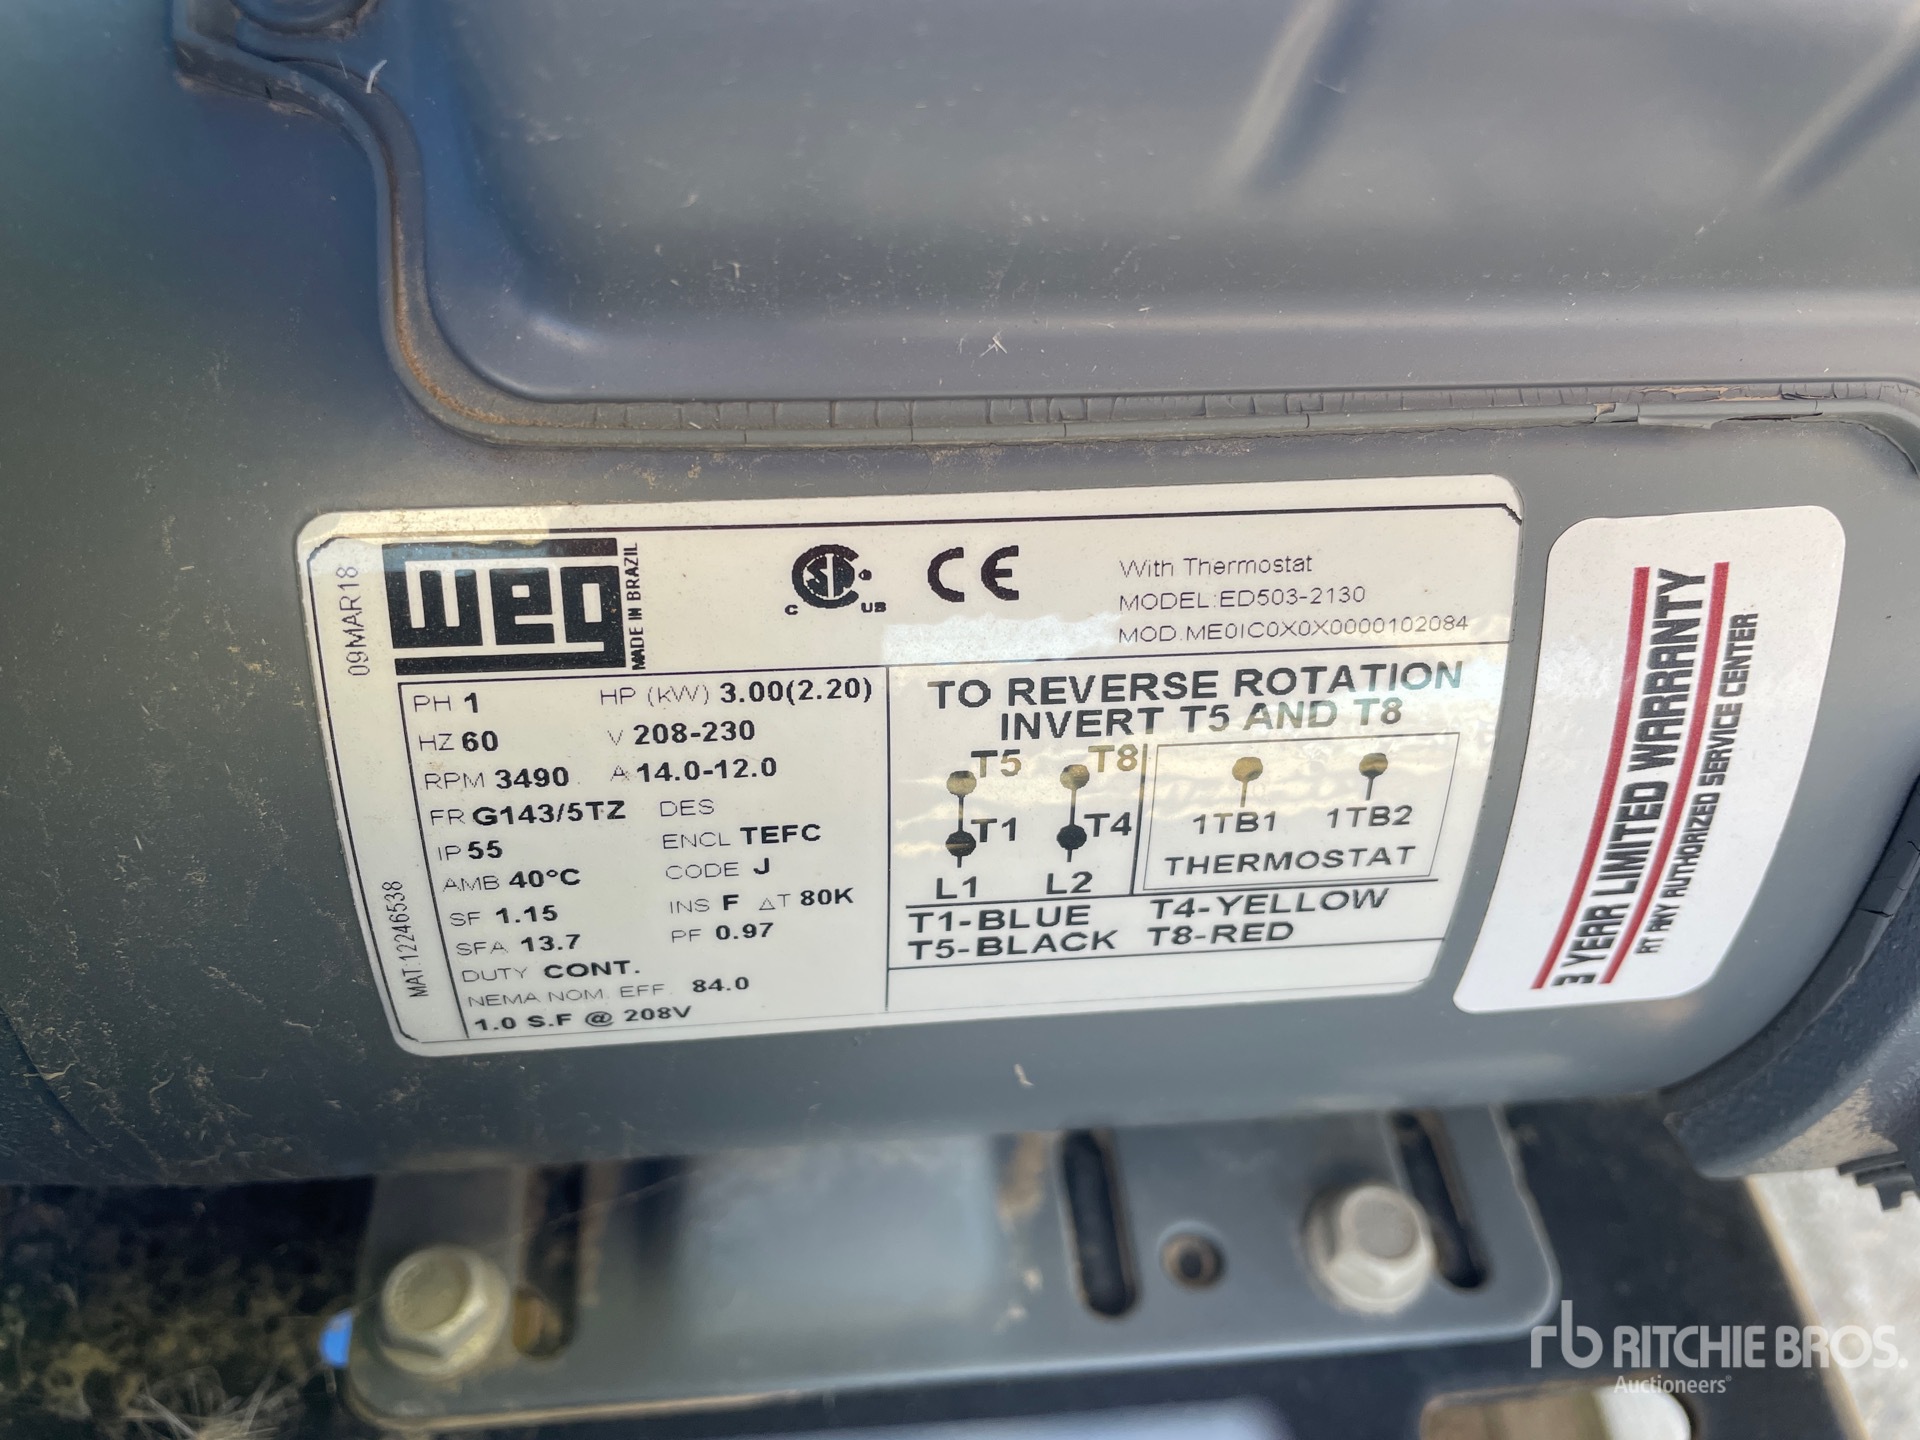 09MAR18
WEG
MADE IN BRAZIL
C SP US
CE
With Thermostat
MODEL:ED503-2130
MOD.ME0IC0X0X0000102084
PH 1 HP (kW) 3.00(2.20)
HZ 60 V 208-230
RPM 3490 A 14.0-12.0
FR G143/5TZ DES
IP 55 ENCL TEFC
AMB 40°C CODE J
SF 1.15 INS F ΔT 80K
SFA 13.7 PF 0.97
DUTY CONT.
NEMA NOM. EFF. 84.0
1.0 S.F @ 208V
MAT:12246538
TO REVERSE ROTATION
INVERT T5 AND T8
T5 T8
T1 T4
L1 L2
1TB1 1TB2
THERMOSTAT
T1-BLUE T4-YELLOW
T5-BLACK T8-RED
3 YEAR LIMITED WARRANTY
AT ANY AUTHORIZED SERVICE CENTER
rb RITCHIE BROS.
Auctioneers®